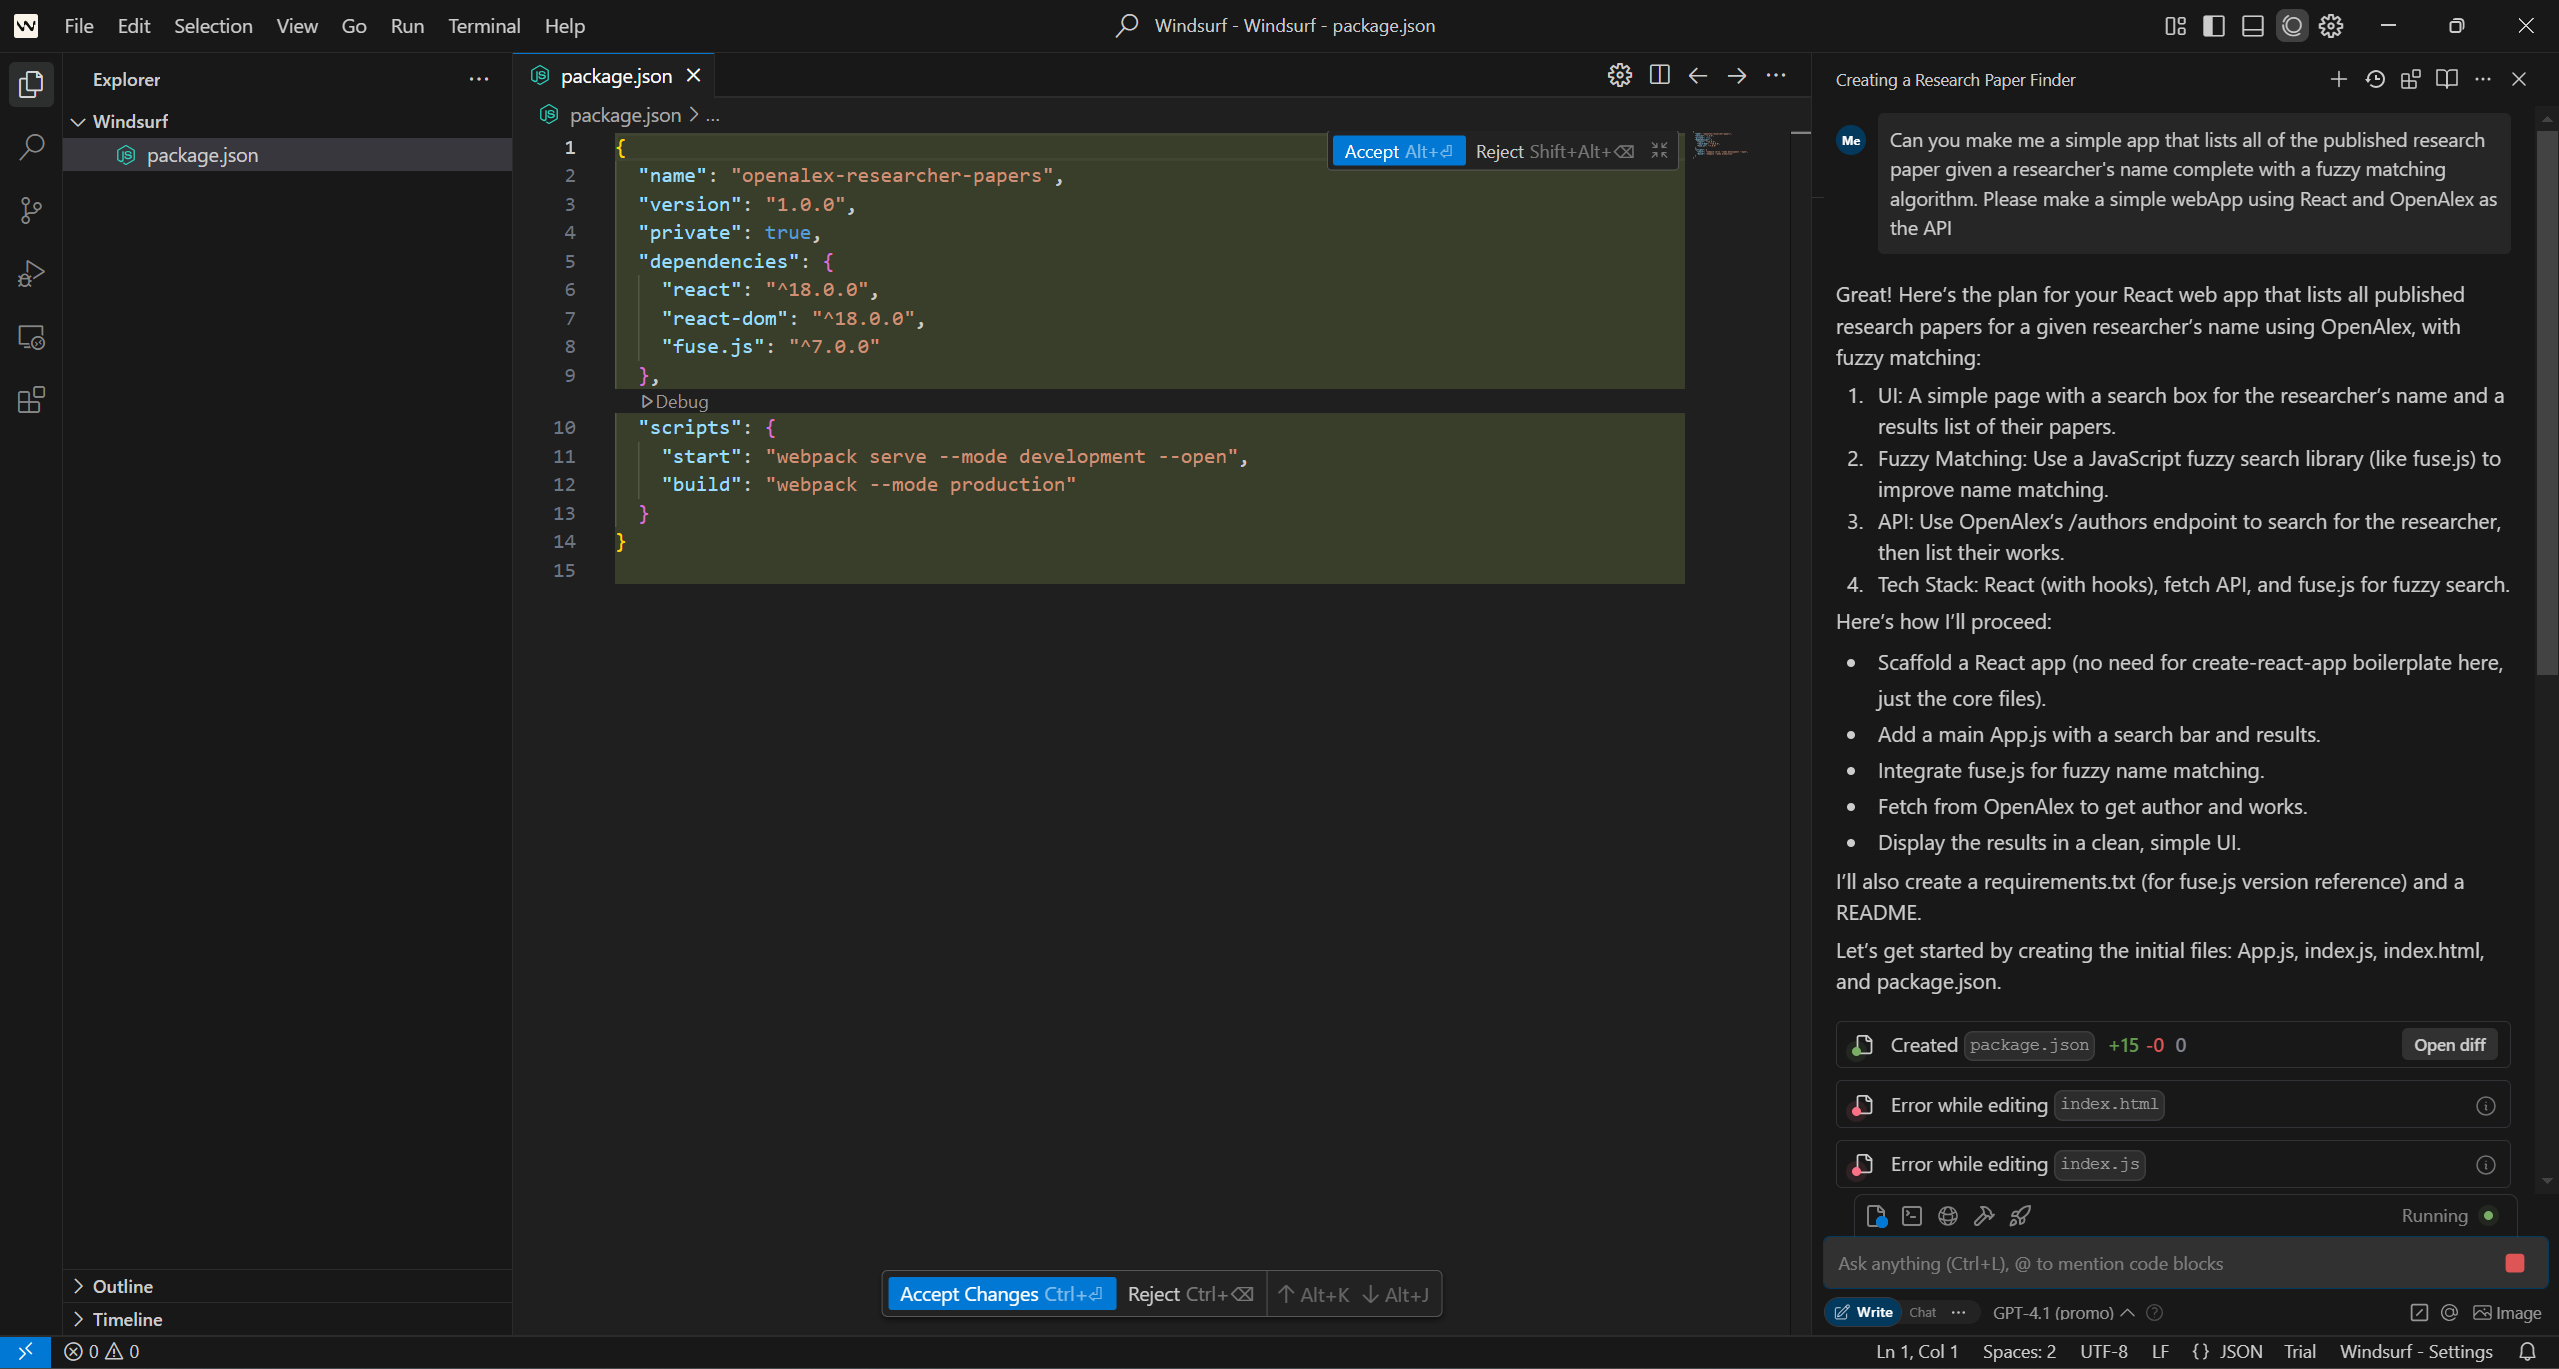 File Edit Selection View Go Run Terminal Help
Windsurf - Windsurf - package.json
Explorer
Windsurf
package.json
Outline
Timeline
package.json
package.json > ...
Accept Alt+⏎ Reject Shift+Alt+⌫
1 {
2 "name": "openalex-researcher-papers",
3 "version": "1.0.0",
4 "private": true,
5 "dependencies": {
6 "react": "^18.0.0",
7 "react-dom": "^18.0.0",
8 "fuse.js": "^7.0.0"
9 },
Debug
10 "scripts": {
11 "start": "webpack serve --mode development --open",
12 "build": "webpack --mode production"
13 }
14 }
15
Accept Changes Ctrl+⏎ Reject Ctrl+⌫ ↑ Alt+K ↓ Alt+J
Creating a Research Paper Finder
Me
Can you make me a simple app that lists all of the published research
paper given a researcher's name complete with a fuzzy matching
algorithm. Please make a simple webApp using React and OpenAlex as
the API
Great! Here's the plan for your React web app that lists all published
research papers for a given researcher's name using OpenAlex, with
fuzzy matching:
1. UI: A simple page with a search box for the researcher's name and a
results list of their papers.
2. Fuzzy Matching: Use a JavaScript fuzzy search library (like fuse.js) to
improve name matching.
3. API: Use OpenAlex's /authors endpoint to search for the researcher,
then list their works.
4. Tech Stack: React (with hooks), fetch API, and fuse.js for fuzzy search.
Here's how I'll proceed:
• Scaffold a React app (no need for create-react-app boilerplate here,
just the core files).
• Add a main App.js with a search bar and results.
• Integrate fuse.js for fuzzy name matching.
• Fetch from OpenAlex to get author and works.
• Display the results in a clean, simple UI.
I'll also create a requirements.txt (for fuse.js version reference) and a
README.
Let's get started by creating the initial files: App.js, index.js, index.html,
and package.json.
Created package.json +15 -0 0 Open diff
Error while editing index.html
Error while editing index.js
Running
Ask anything (Ctrl+L), @ to mention code blocks
Write Chat ... GPT-4.1 (promo) Image
0 0
Ln 1, Col 1 Spaces: 2 UTF-8 LF {} JSON Trial Windsurf - Settings